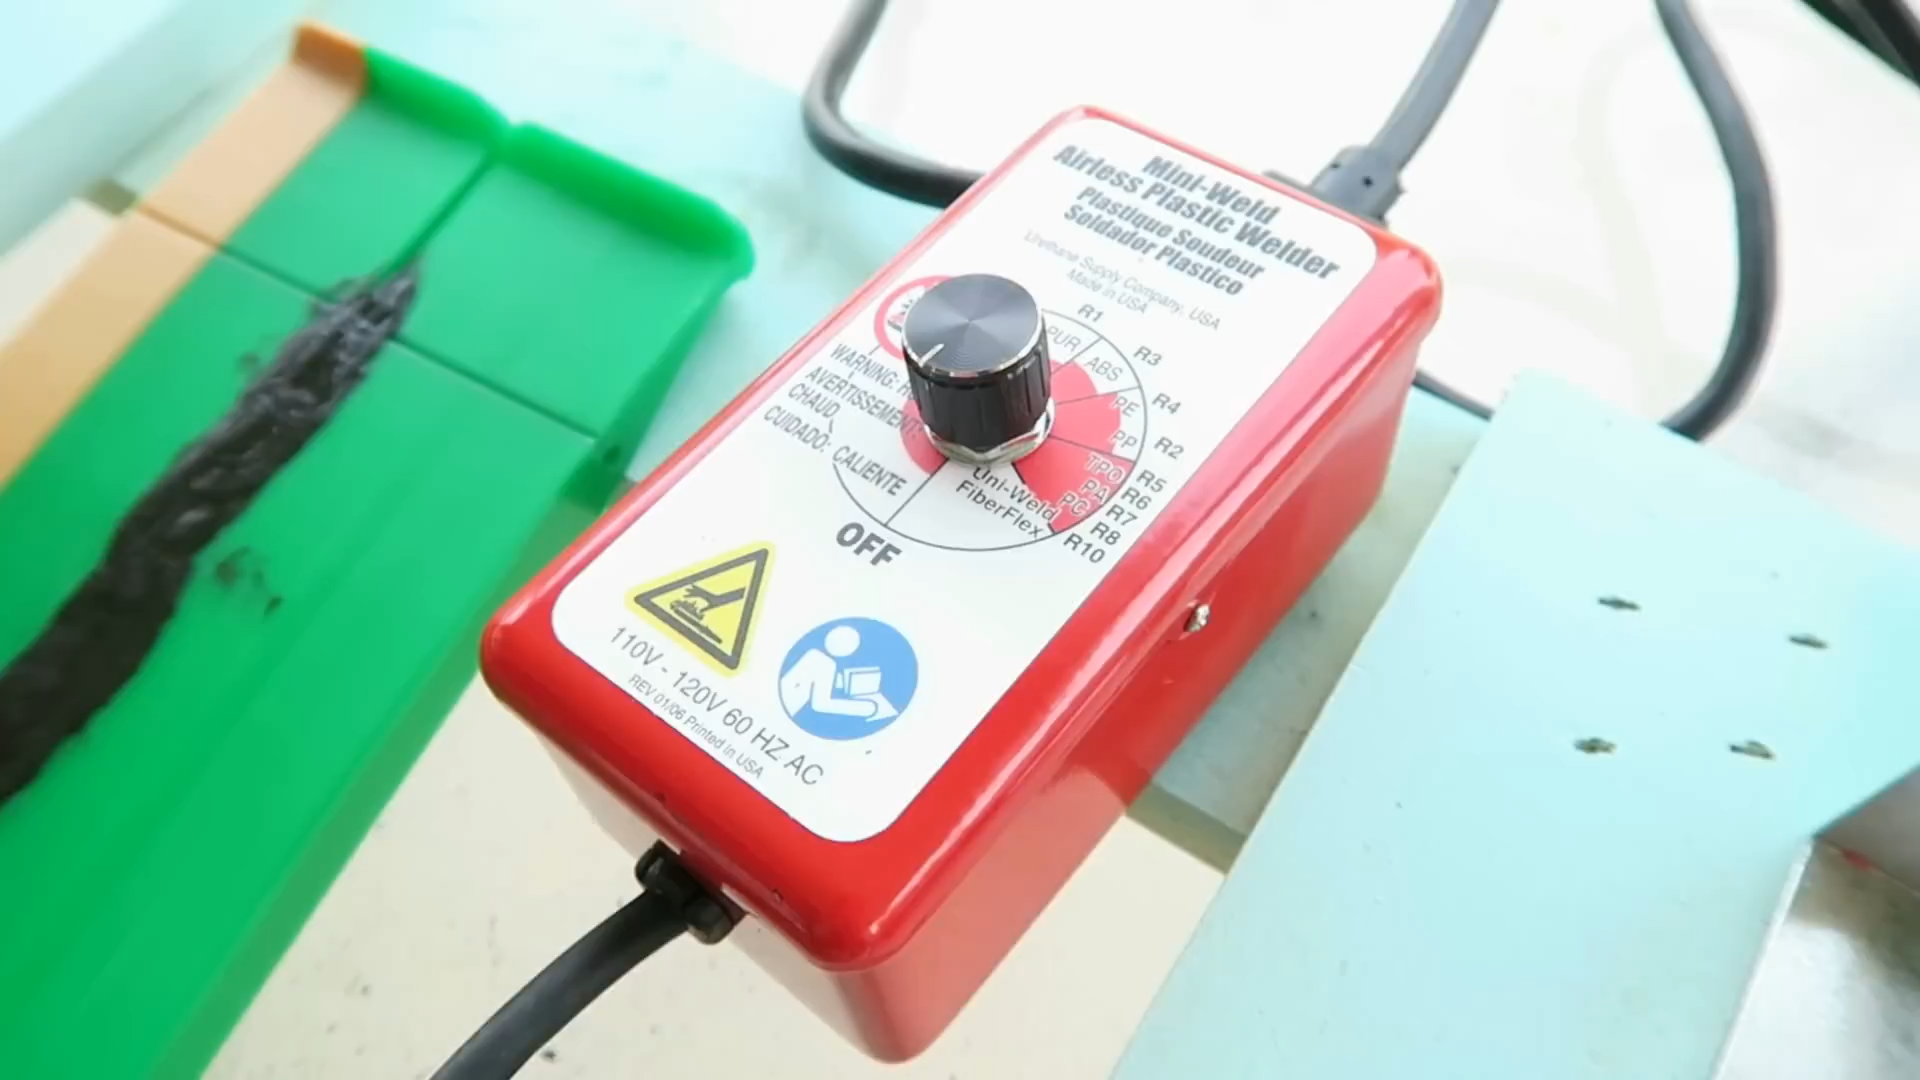 Mini-Weld
Airless Plastic Welder
Plastique Soudeur
Soldador Plastico
Urethane Supply Company, USA
Made in USA
R1
R3
R4
R2
R5
R6
R7
R8
R10
PUR
ABS
PE
PP
TPO
PA
PC
Uni-Weld
FiberFlex
WARNING:
AVERTISSEMENT:
CHAUD
CUIDADO: CALIENTE
OFF
110V - 120V 60 HZ AC
REV 01/06 Printed in USA